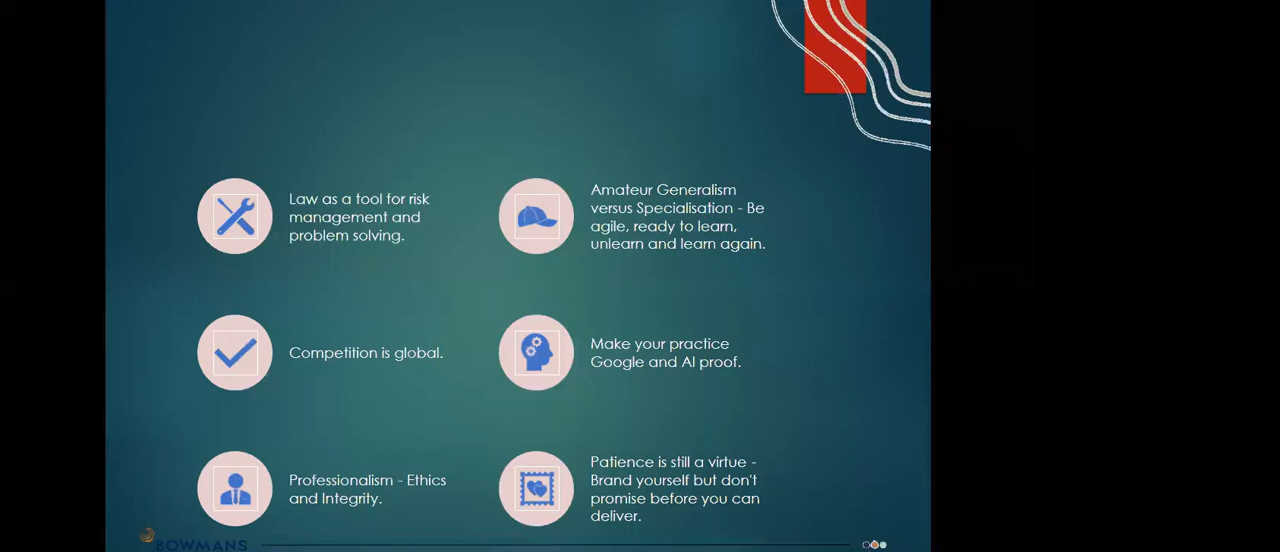 Law as a tool for risk
management and
problem solving.
Amateur Generalism
versus Specialisation - Be
agile, ready to learn,
unlearn and learn again.
Competition is global.
Make your practice
Google and AI proof.
Professionalism - Ethics
and Integrity.
Patience is still a virtue -
Brand yourself but don't
promise before you can
deliver.
BOWMANS